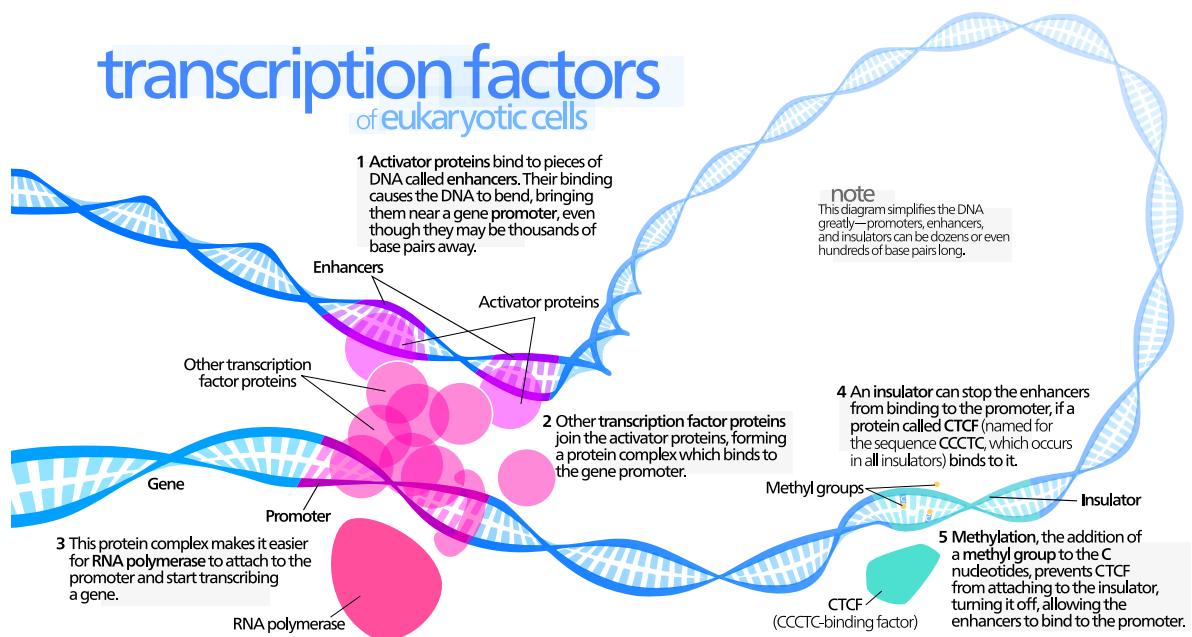 transcription factors
of eukaryotic cells
1 Activator proteins bind to pieces of
DNA called enhancers. Their binding
causes the DNA to bend, bringing
them near a gene promoter, even
though they may be thousands of
base pairs away.
note
This diagram simplifies the DNA
greatly—promoters, enhancers,
and insulators can be dozens or even
hundreds of base pairs long.
Enhancers
Activator proteins
Other transcription
factor proteins
2 Other transcription factor proteins
join the activator proteins, forming
a protein complex which binds to
the gene promoter.
4 An insulator can stop the enhancers
from binding to the promoter, if a
protein called CTCF (named for
the sequence CCCTC, which occurs
in all insulators) binds to it.
Gene
Methyl groups
Insulator
Promoter
3 This protein complex makes it easier
for RNA polymerase to attach to the
promoter and start transcribing
a gene.
RNA polymerase
5 Methylation, the addition of
a methyl group to the C
nucleotides, prevents CTCF
from attaching to the insulator,
turning it off, allowing the
enhancers to bind to the promoter.
CTCF
(CCCTC-binding factor)